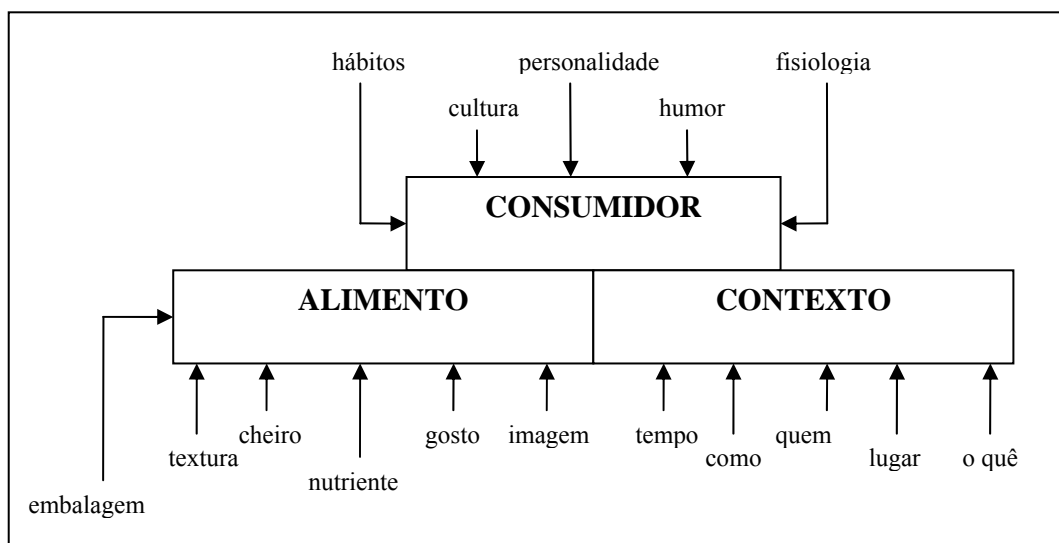 hábitos personalidade fisiologia
cultura humor
CONSUMIDOR
ALIMENTO CONTEXTO
cheiro gosto imagem tempo quem
textura como lugar o quê
nutriente
embalagem